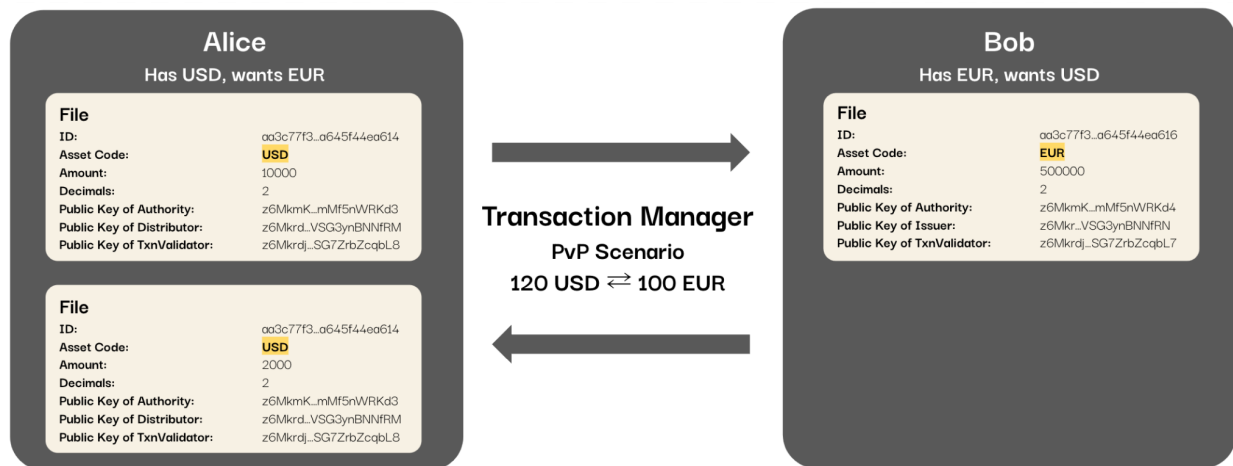 Alice
Has USD, wants EUR
File
ID: aa3c77f3...a645f44ea614
Asset Code: USD
Amount: 10000
Decimals: 2
Public Key of Authority: z6MkmK...mMf5nWRKd3
Public Key of Distributor: z6Mkrd...VSG3ynBNNfRM
Public Key of TxnValidator: z6Mkrdj...SG7ZrbZcqbL8
File
ID: aa3c77f3...a645f44ea614
Asset Code: USD
Amount: 2000
Decimals: 2
Public Key of Authority: z6MkmK...mMf5nWRKd3
Public Key of Distributor: z6Mkrd...VSG3ynBNNfRM
Public Key of TxnValidator: z6Mkrdj...SG7ZrbZcqbL8
Transaction Manager
PvP Scenario
120 USD ⇄ 100 EUR
Bob
Has EUR, wants USD
File
ID: aa3c77f3...a645f44ea616
Asset Code: EUR
Amount: 500000
Decimals: 2
Public Key of Authority: z6MkmK...mMf5nWRKd4
Public Key of Issuer: z6Mkr...VSG3ynBNNfRN
Public Key of TxnValidator: z6Mkrdj...SG7ZrbZcqbL7